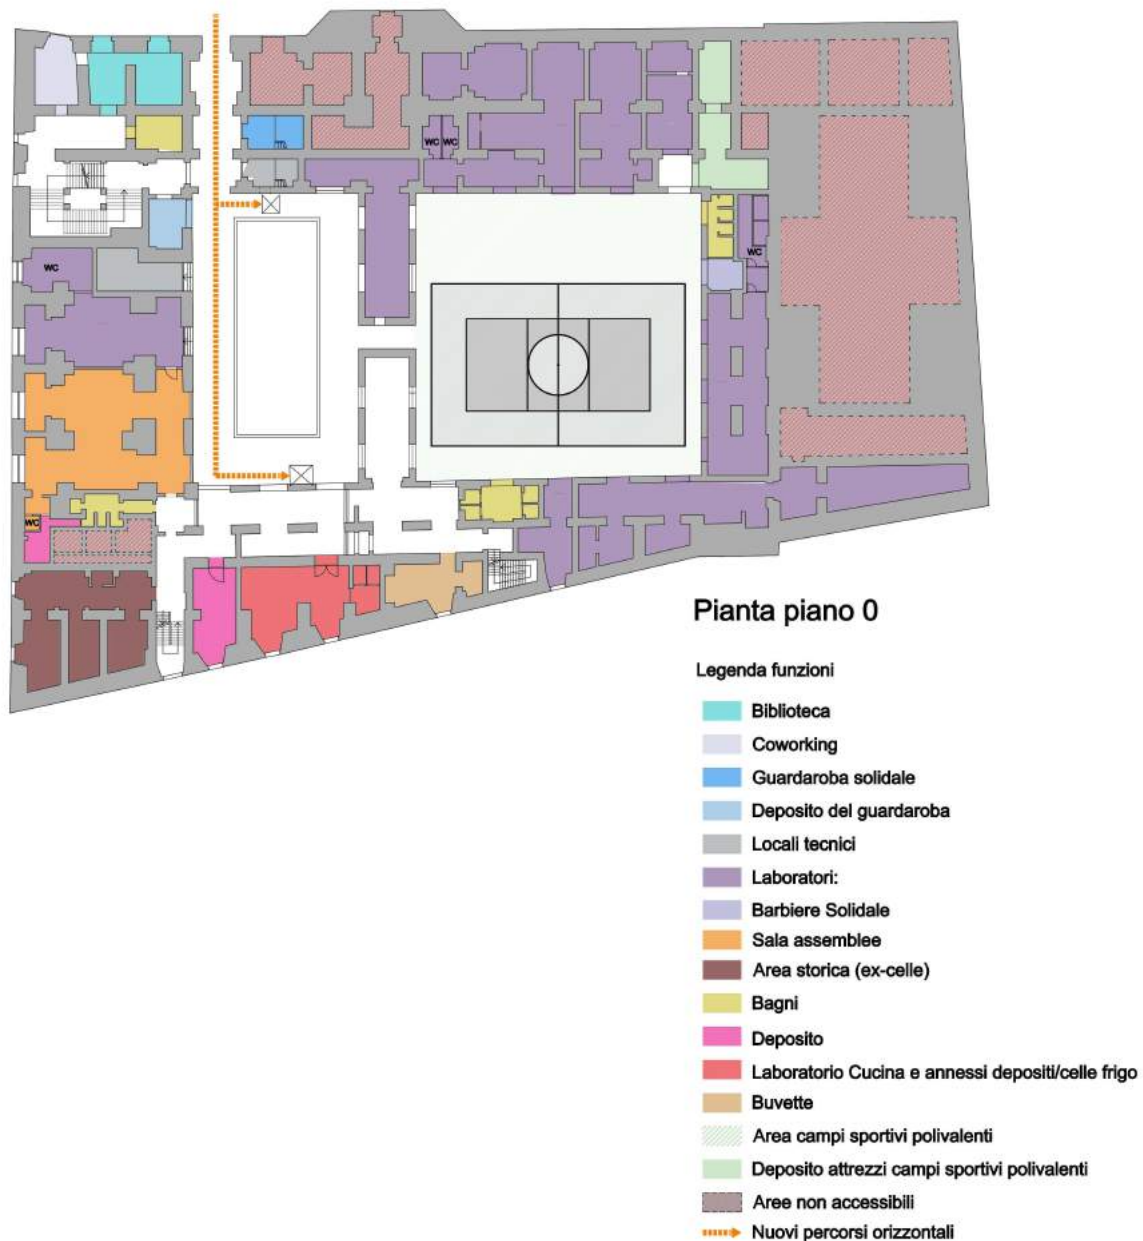 WC WC
WC
WC
WC
Pianta piano 0
Legenda funzioni
Biblioteca
Coworking
Guardaroba solidale
Deposito del guardaroba
Locali tecnici
Laboratori:
Barbiere Solidale
Sala assemblee
Area storica (ex-celle)
Bagni
Deposito
Laboratorio Cucina e annessi depositi/celle frigo
Buvette
Area campi sportivi polivalenti
Deposito attrezzi campi sportivi polivalenti
Aree non accessibili
Nuovi percorsi orizzontali